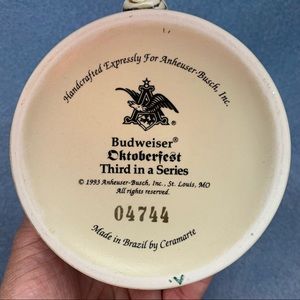 Handcrafted Expressly For Anheuser-Busch, Inc.
Budweiser®
Oktoberfest
Third in a Series
© 1993 Anheuser-Busch, Inc., St. Louis, MO
All rights reserved.
04744
Made in Brazil by Ceramarte